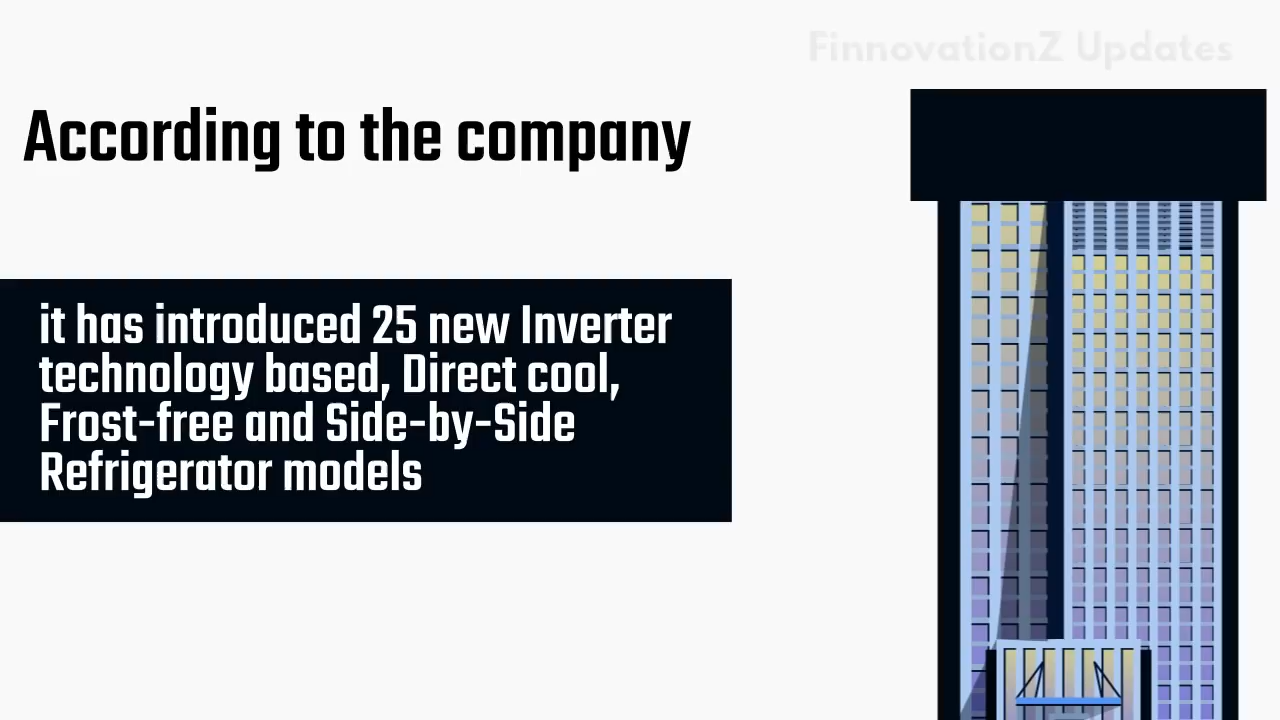 FinnovationZ Updates
According to the company
it has introduced 25 new Inverter
technology based, Direct cool,
Frost-free and Side-by-Side
Refrigerator models